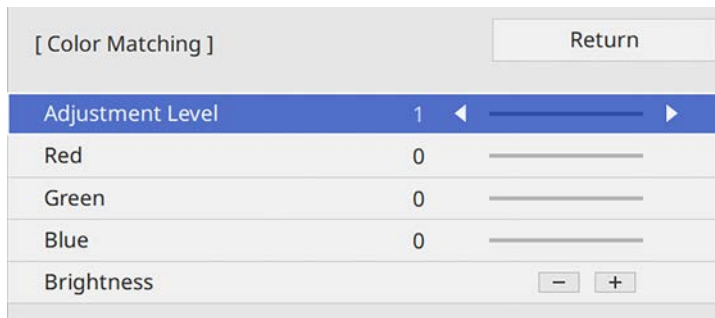 [ Color Matching ]
Return
Adjustment Level 1
Red 0
Green 0
Blue 0
Brightness - +